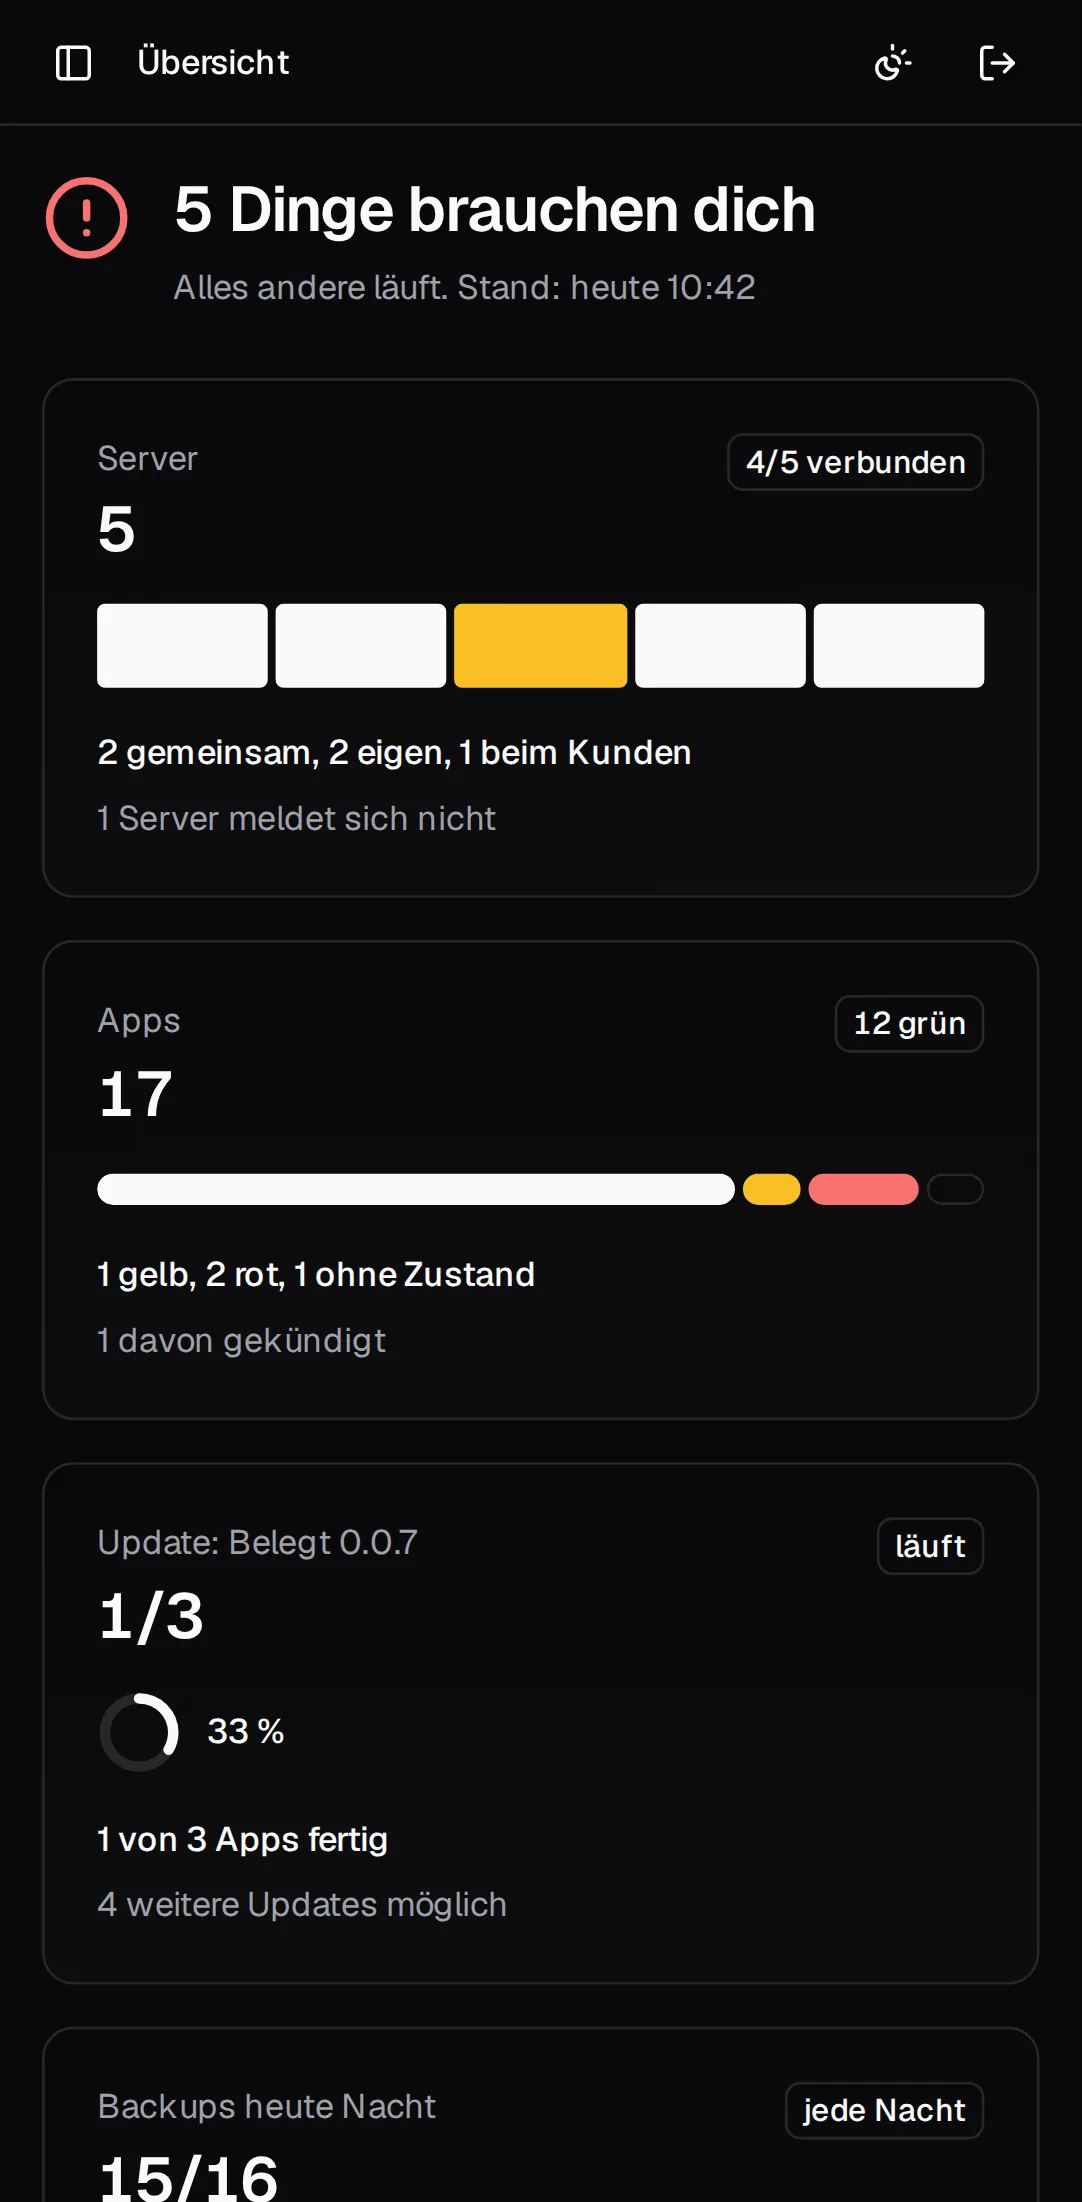 Übersicht
5 Dinge brauchen dich
Alles andere läuft. Stand: heute 10:42
Server
4/5 verbunden
5
2 gemeinsam, 2 eigen, 1 beim Kunden
1 Server meldet sich nicht
Apps
12 grün
17
1 gelb, 2 rot, 1 ohne Zustand
1 davon gekündigt
Update: Belegt 0.0.7
läuft
1/3
33 %
1 von 3 Apps fertig
4 weitere Updates möglich
Backups heute Nacht
jede Nacht
15/16